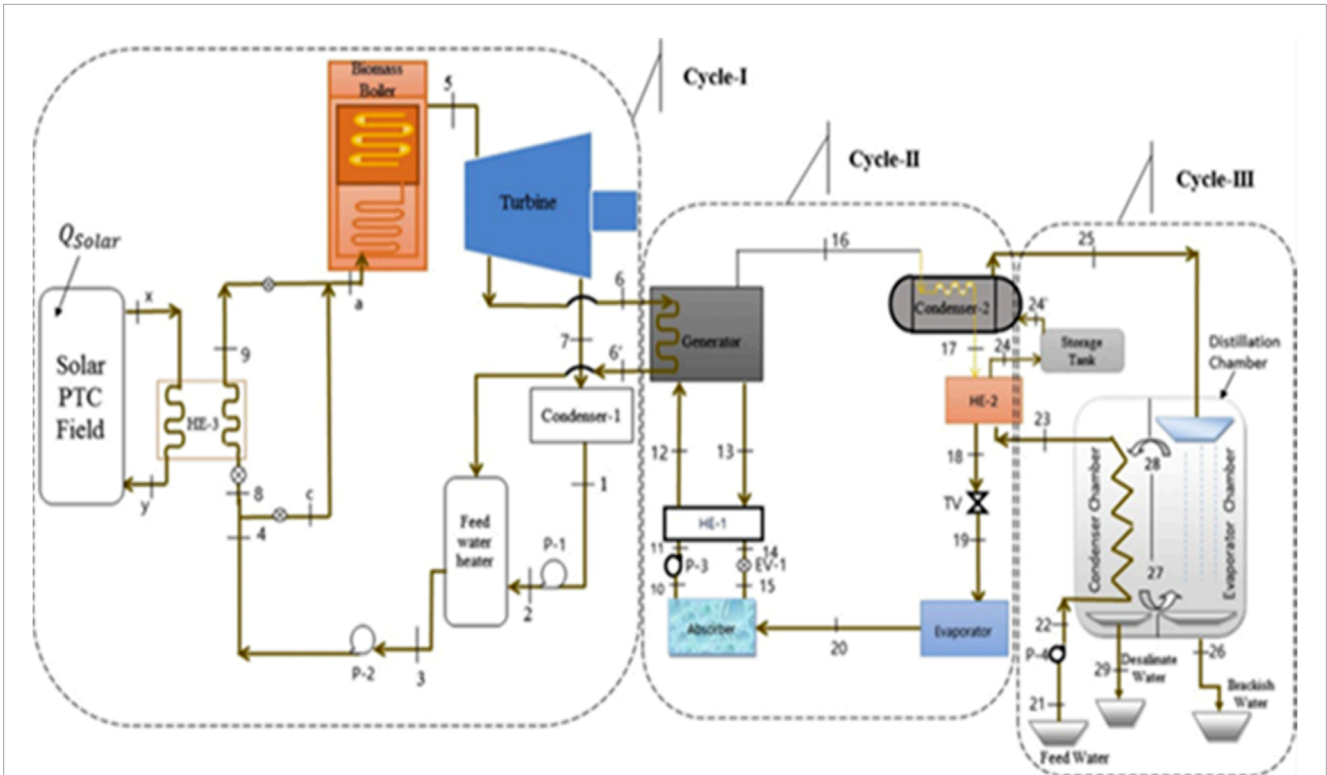 Cycle-I
Cycle-II
Cycle-III
Biomass
Boiler
5
Turbine
Q_Solar
x
a
9
Solar
PTC
Field
HE-3
y
8
c
4
6
7
6'
Condenser-1
1
Feed
water
heater
P-1
2
P-2
3
16
Generator
Condenser-2
17
12
13
HE-1
11
P-3
10
14
EV-1
15
Absorber
20
Evaporator
18
TV
19
HE-2
25
24'
24
Storage
Tank
23
Distillation
Chamber
28
27
Condenser Chamber
Evaporator Chamber
22
P-4
21
29
Desalinate
Water
26
Brackish
Water
Feed Water